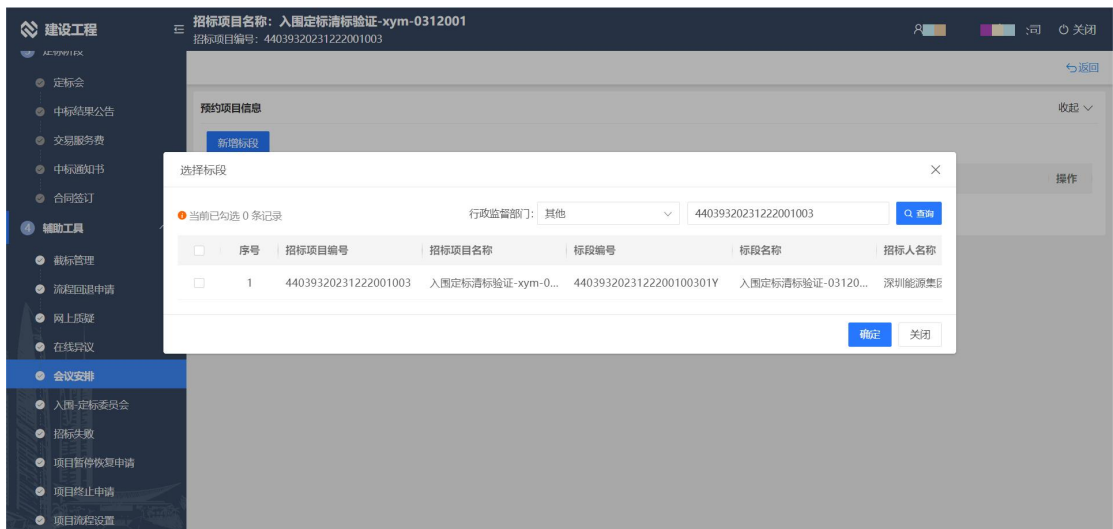 建设工程
招标项目名称：入围定标清标验证-xym-0312001
招标项目编号：44039320231222001003
司
关闭
定标阶段
返回
定标会
中标结果公告
交易服务费
中标通知书
合同签订
4 辅助工具
截标管理
流程回退申请
网上质疑
在线异议
会议安排
入围-定标委员会
招标失败
项目暂停恢复申请
项目终止申请
项目流程设置
预约项目信息
收起
新增标段
操作
选择标段
当前已勾选 0 条记录
行政监督部门： 其他
44039320231222001003
查询
序号 招标项目编号 招标项目名称 标段编号 标段名称 招标人名称
1 44039320231222001003 入围定标清标验证-xym-0... 4403932023122200100301Y 入围定标清标验证-03120... 深圳能源集团
确定 关闭